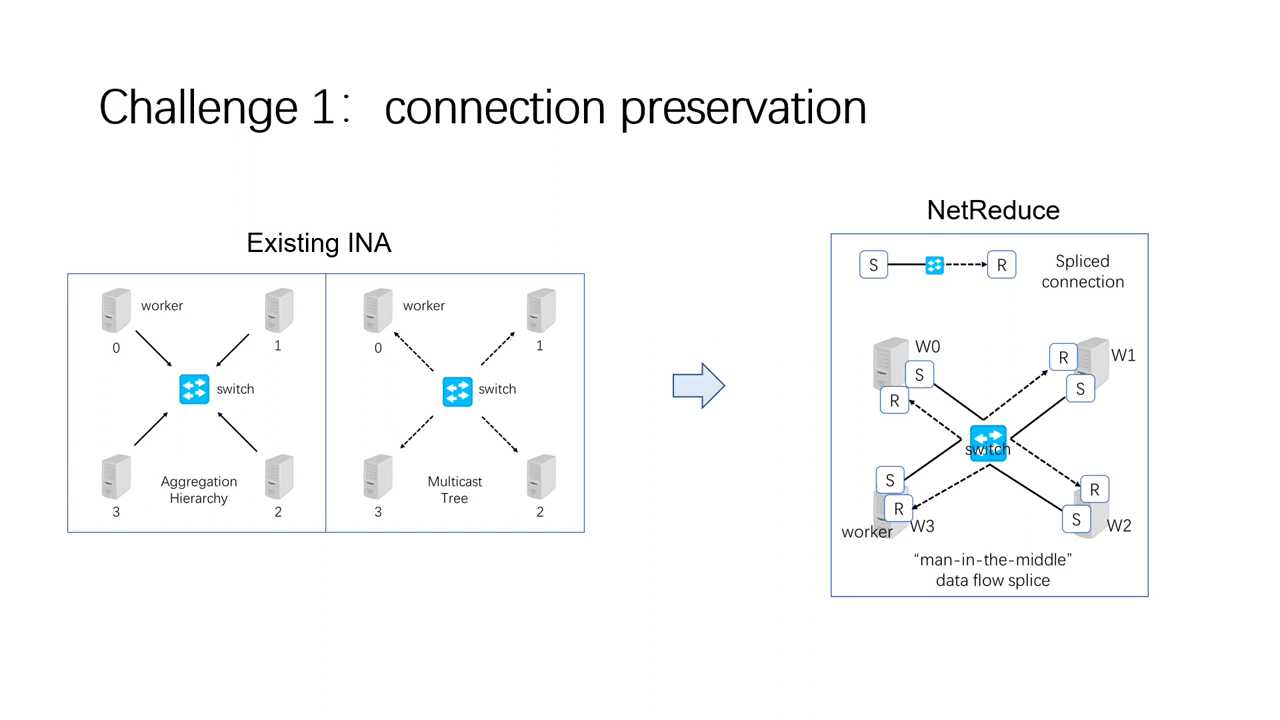 Challenge 1： connection preservation
Existing INA
worker
0
1
switch
3
Aggregation
Hierarchy
2
worker
0
1
switch
3
Multicast
Tree
2
NetReduce
S
R
Spliced
connection
W0
S
R
R
W1
S
switch
S
R
worker
W3
R
S
W2
“man-in-the-middle”
data flow splice